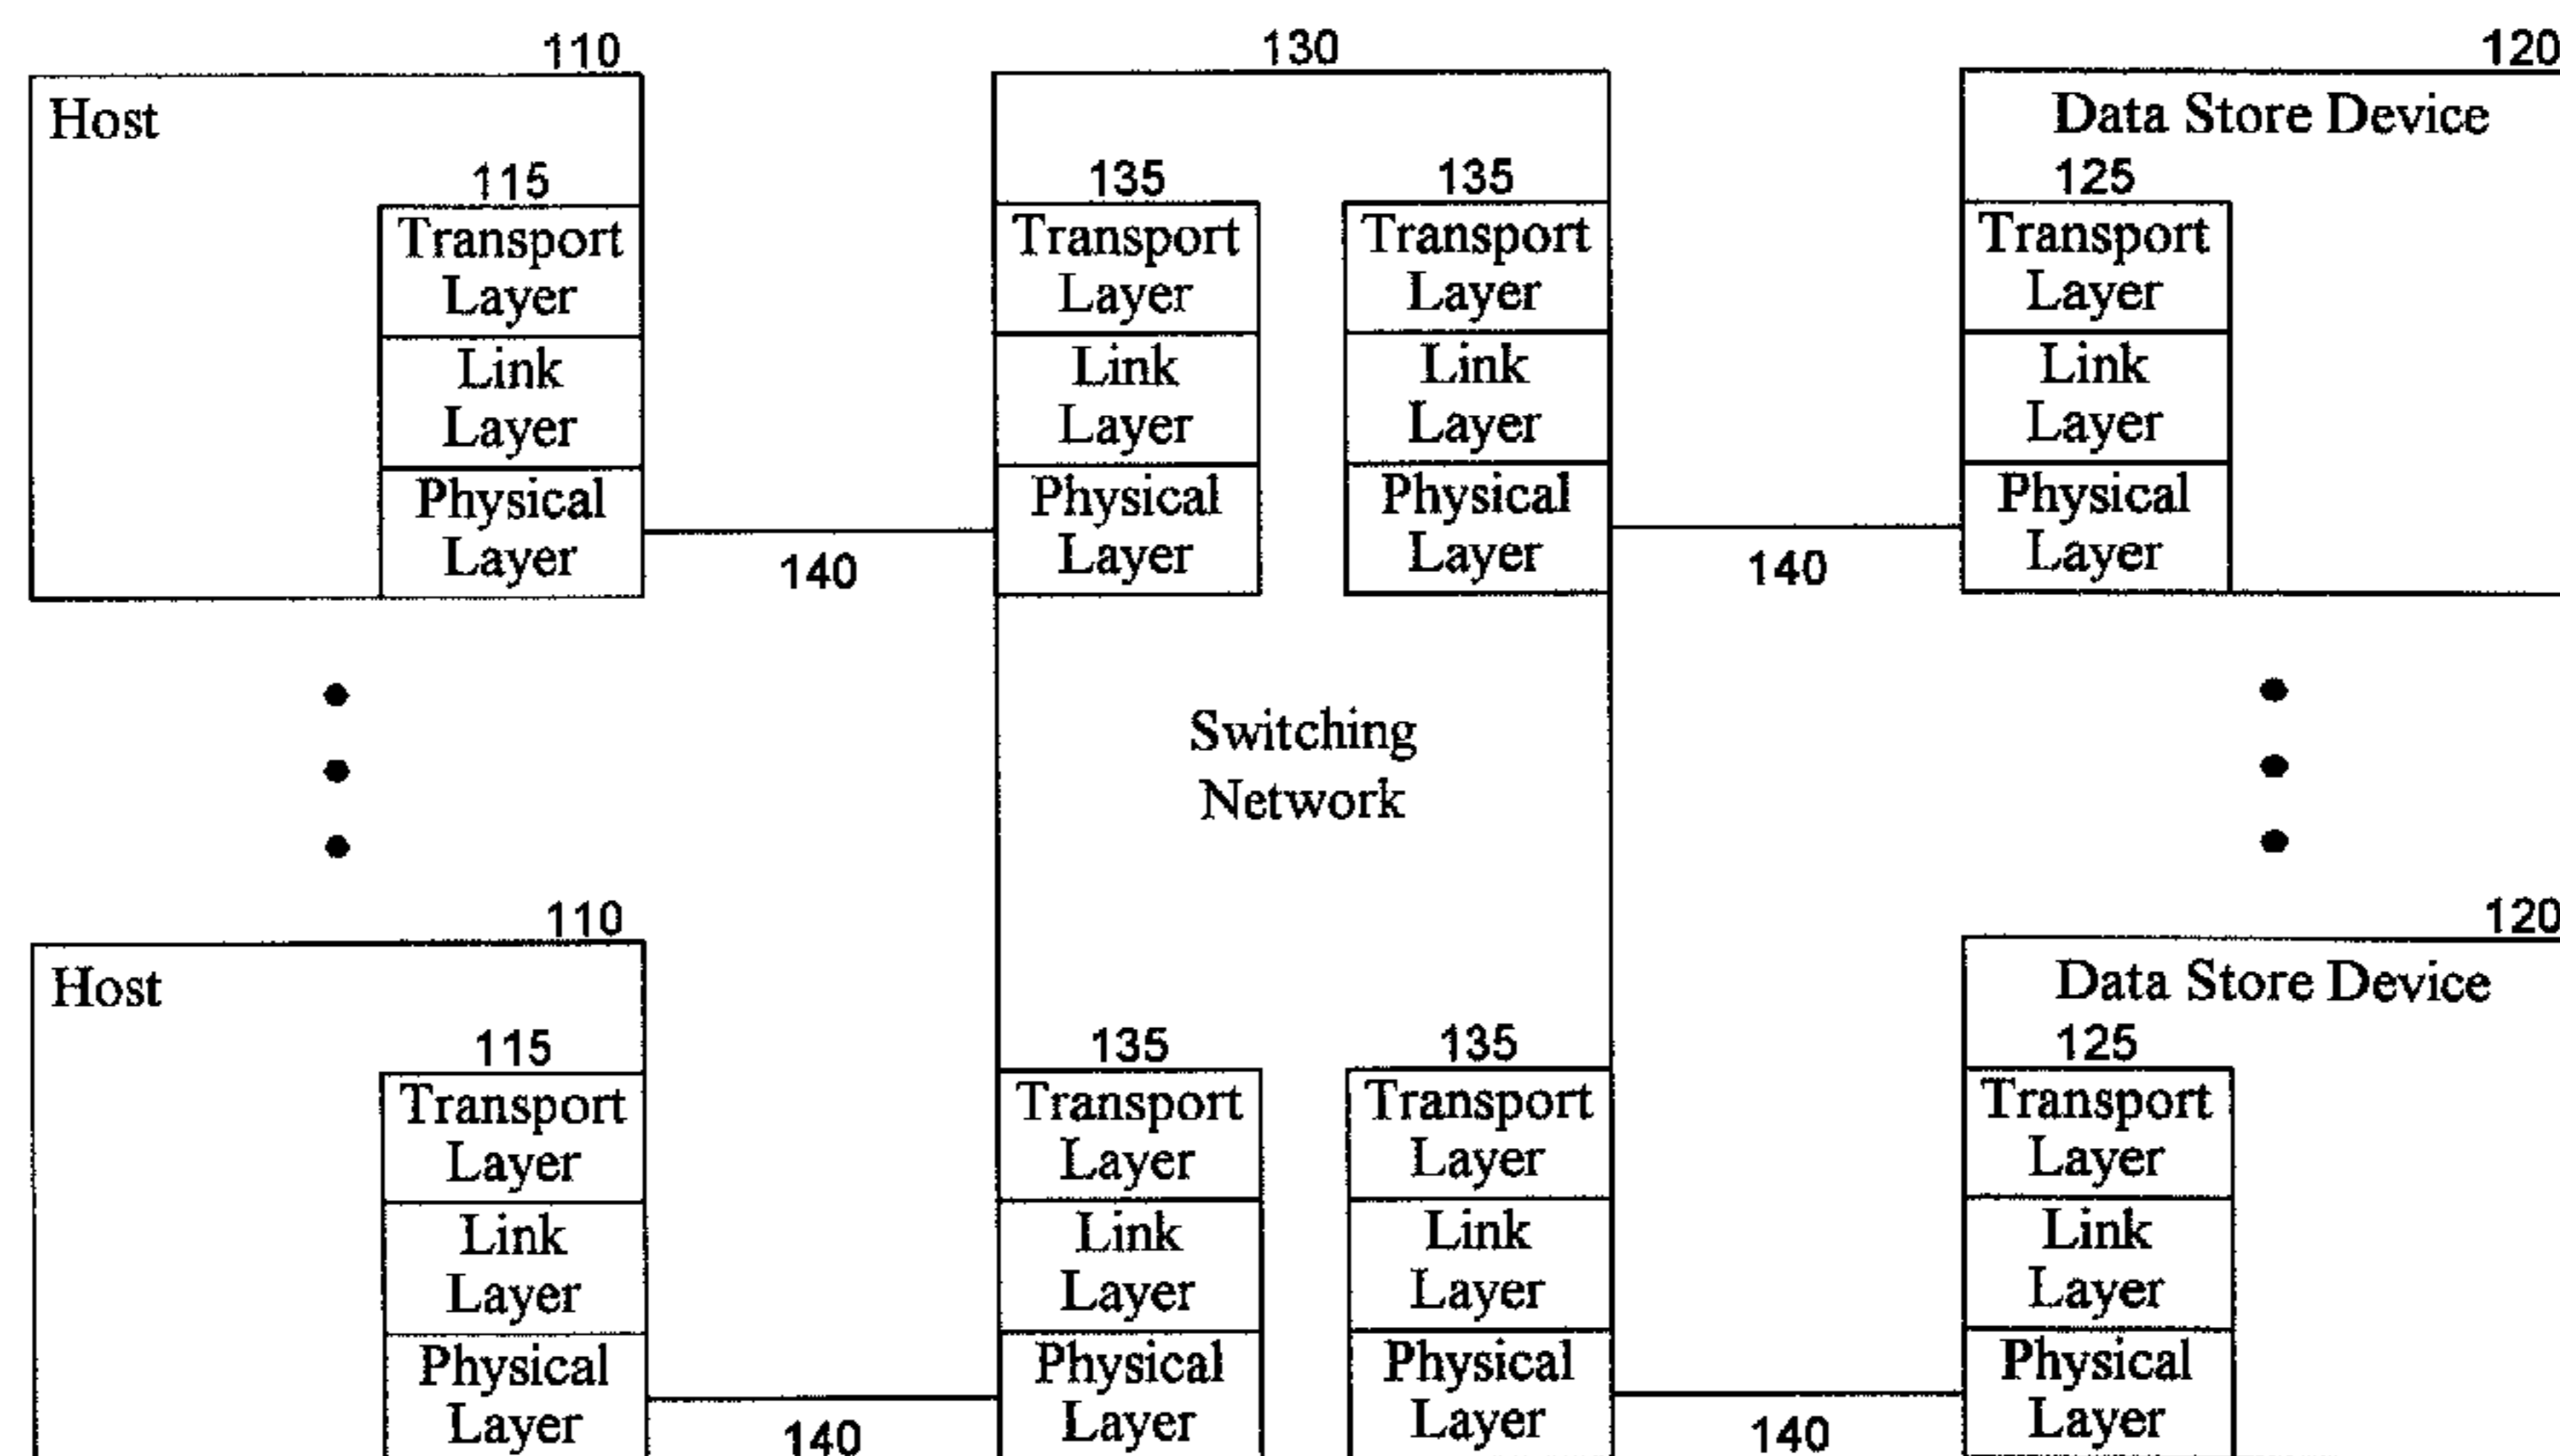 110
Host
115
Transport
Layer
Link
Layer
Physical
Layer
140
130
135
Transport
Layer
Link
Layer
Physical
Layer
135
Transport
Layer
Link
Layer
Physical
Layer
140
120
Data Store Device
125
Transport
Layer
Link
Layer
Physical
Layer
Switching
Network
110
Host
115
Transport
Layer
Link
Layer
Physical
Layer
140
135
Transport
Layer
Link
Layer
Physical
Layer
135
Transport
Layer
Link
Layer
Physical
Layer
140
120
Data Store Device
125
Transport
Layer
Link
Layer
Physical
Layer